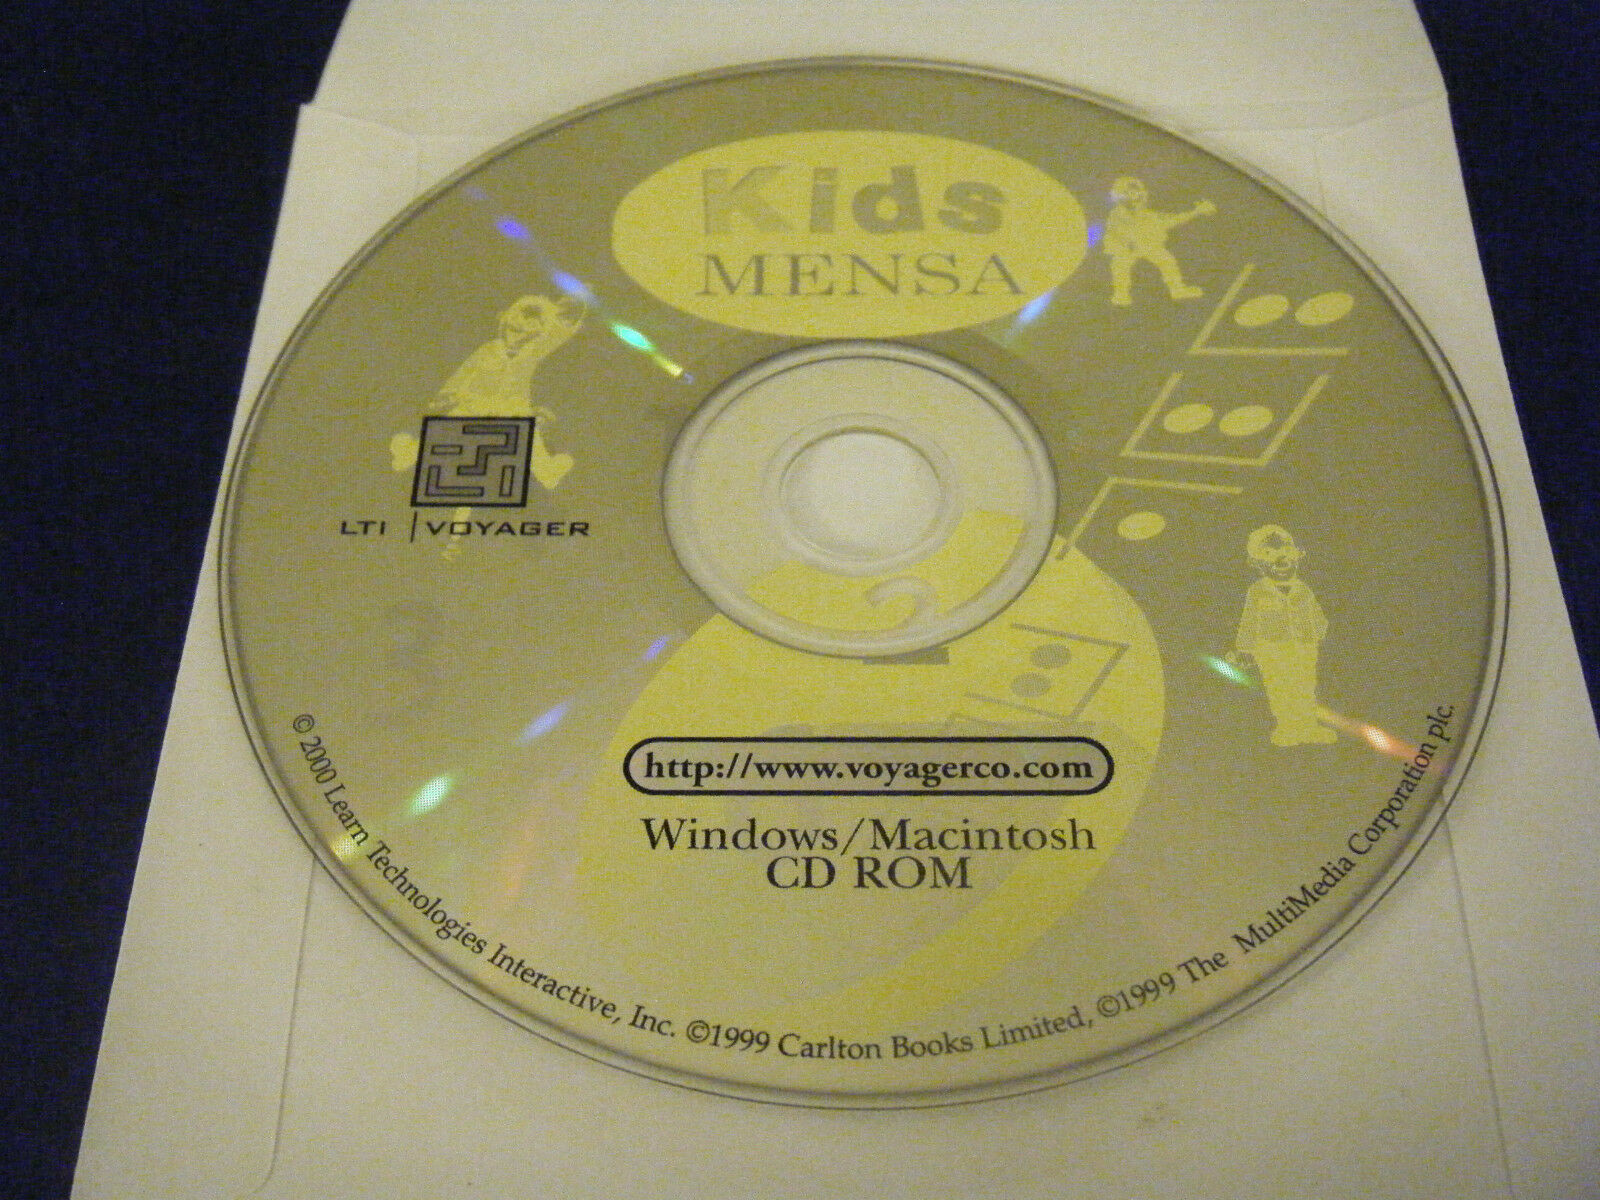 Kids
MENSA
LTI | VOYAGER
http://www.voyagerco.com
Windows/Macintosh
CD ROM
© 2000 Learn Technologies Interactive, Inc. ©1999 Carlton Books Limited, ©1999 The MultiMedia Corporation plc.